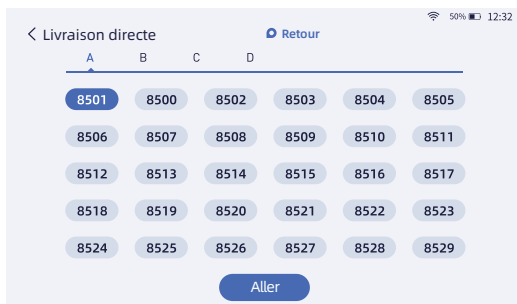 50% 12:32
Livraison directe Retour
A B C D
8501 8500 8502 8503 8504 8505
8506 8507 8508 8509 8510 8511
8512 8513 8514 8515 8516 8517
8518 8519 8520 8521 8522 8523
8524 8525 8526 8527 8528 8529
Aller